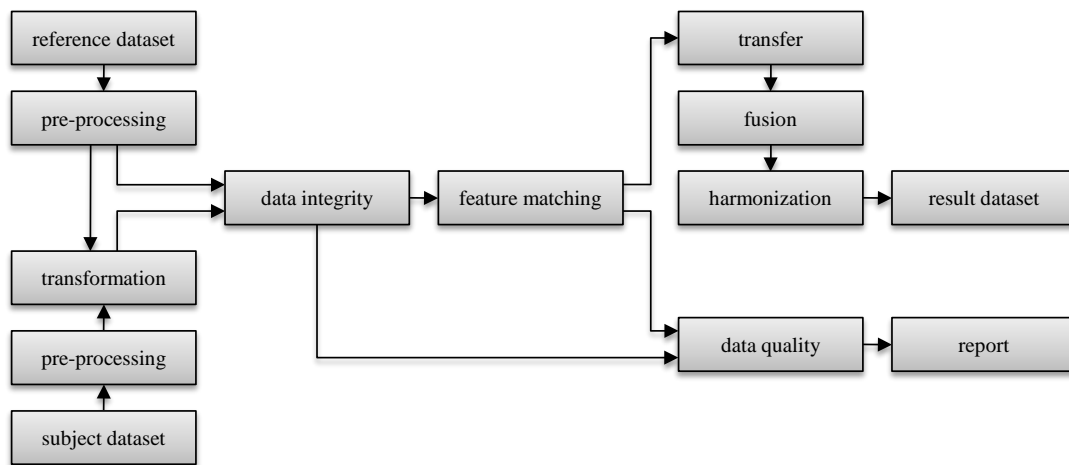 reference dataset
pre-processing
transformation
pre-processing
subject dataset
data integrity
feature matching
transfer
fusion
harmonization
result dataset
data quality
report